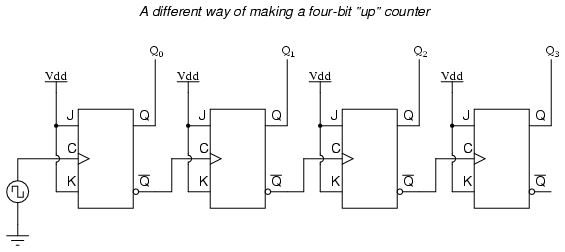 A different way of making a four-bit "up" counter
Q0 Q1 Q2 Q3
Vdd Vdd Vdd Vdd
J Q J Q J Q J Q
C C C C
K Q̅ K Q̅ K Q̅ K Q̅